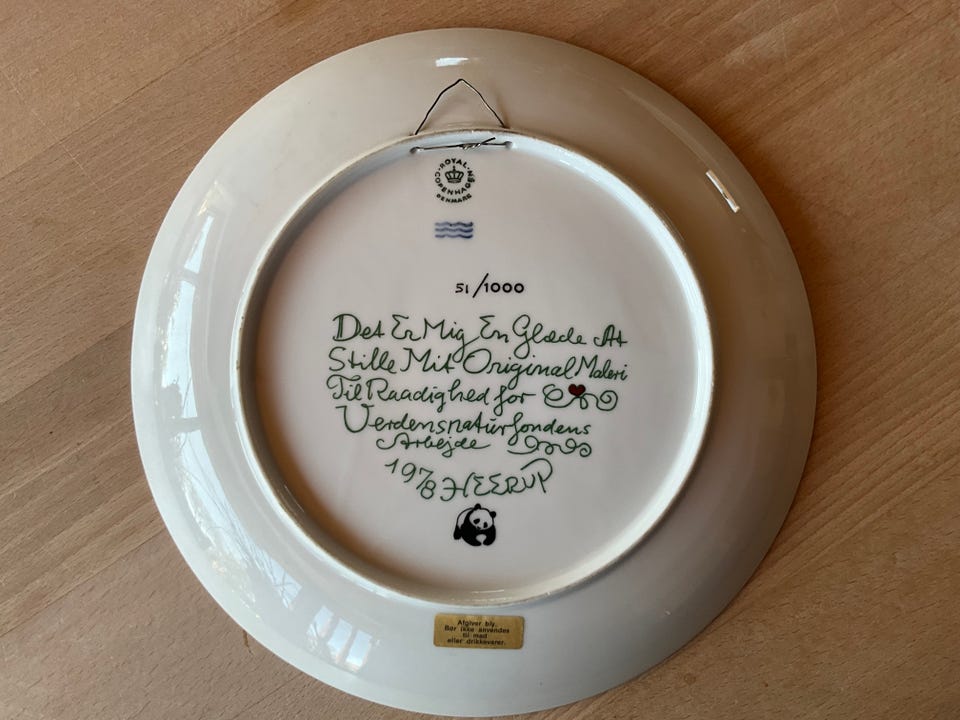 ROYAL
COPENHAGEN
DENMARK
51/1000
Det Er Mig En Glæde At
Stille Mit Original Maleri
Til Raadighed for
Verdensnaturfondens
Arbejde
1978 HEERUP
Afgiver bly.
Bør ikke anvendes
til mad
eller drikkevarer.